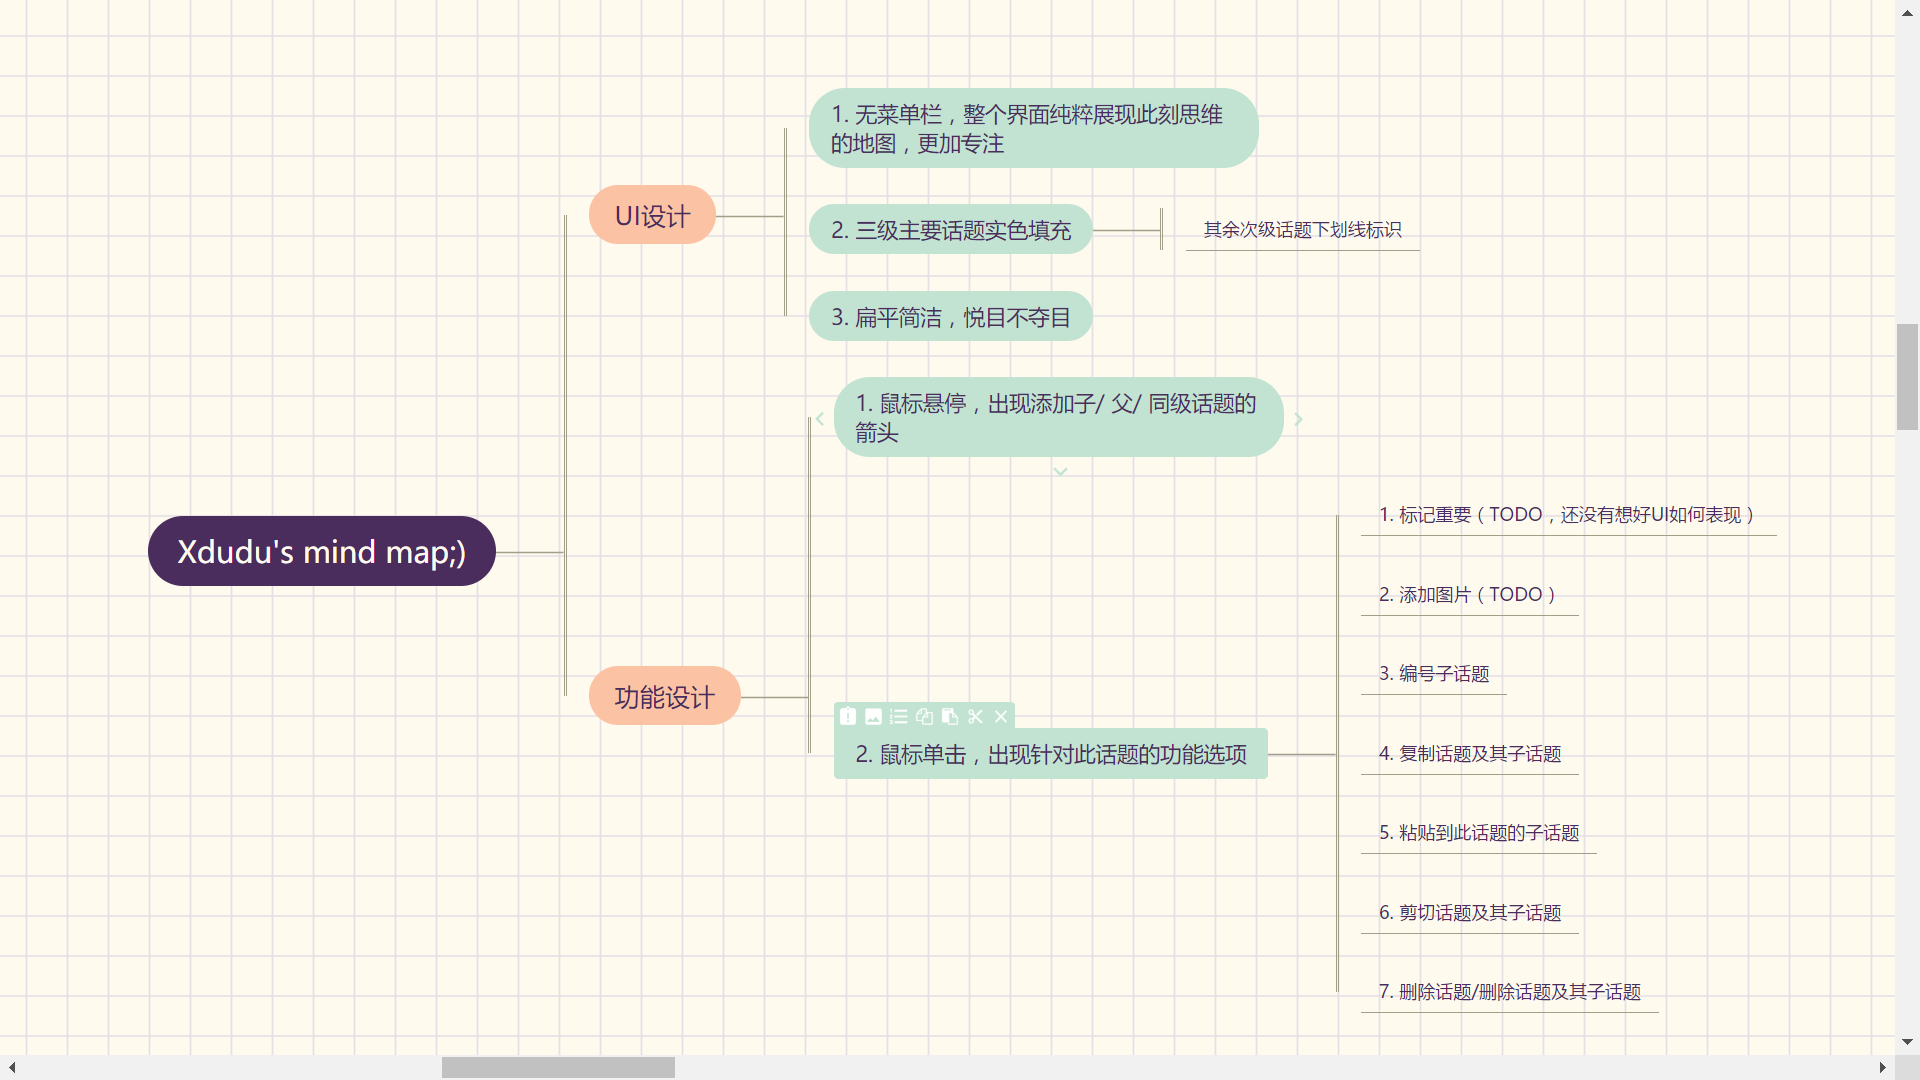 1. 无菜单栏，整个界面纯粹展现此刻思维
的地图，更加专注
UI设计
2. 三级主要话题实色填充
其余次级话题下划线标识
3. 扁平简洁，悦目不夺目
1. 鼠标悬停，出现添加子/ 父/ 同级话题的
箭头
Xdudu's mind map;)
功能设计
2. 鼠标单击，出现针对此话题的功能选项
1. 标记重要（TODO，还没有想好UI如何表现）
2. 添加图片（TODO）
3. 编号子话题
4. 复制话题及其子话题
5. 粘贴到此话题的子话题
6. 剪切话题及其子话题
7. 删除话题/删除话题及其子话题